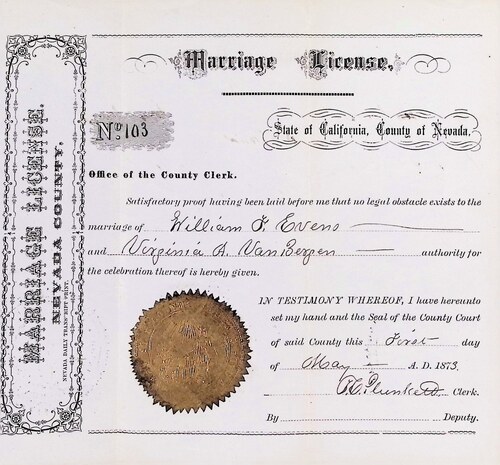 Marriage License.
MARRIAGE LICENSE.
NEVADA COUNTY.
NEVADA DAILY TRANSCRIPT PRINT.
No. 103
State of California, County of Nevada.
Office of the County Clerk.
Satisfactory proof having been laid before me that no legal obstacle exists to the
marriage of William F. Evens
and Virginia A. VanBergen authority for
the celebration thereof is hereby given.
IN TESTIMONY WHEREOF, I have hereunto
set my hand and the Seal of the County Court
of said County this First day
of May A. D. 1873.
Plunkett Clerk.
By Deputy.